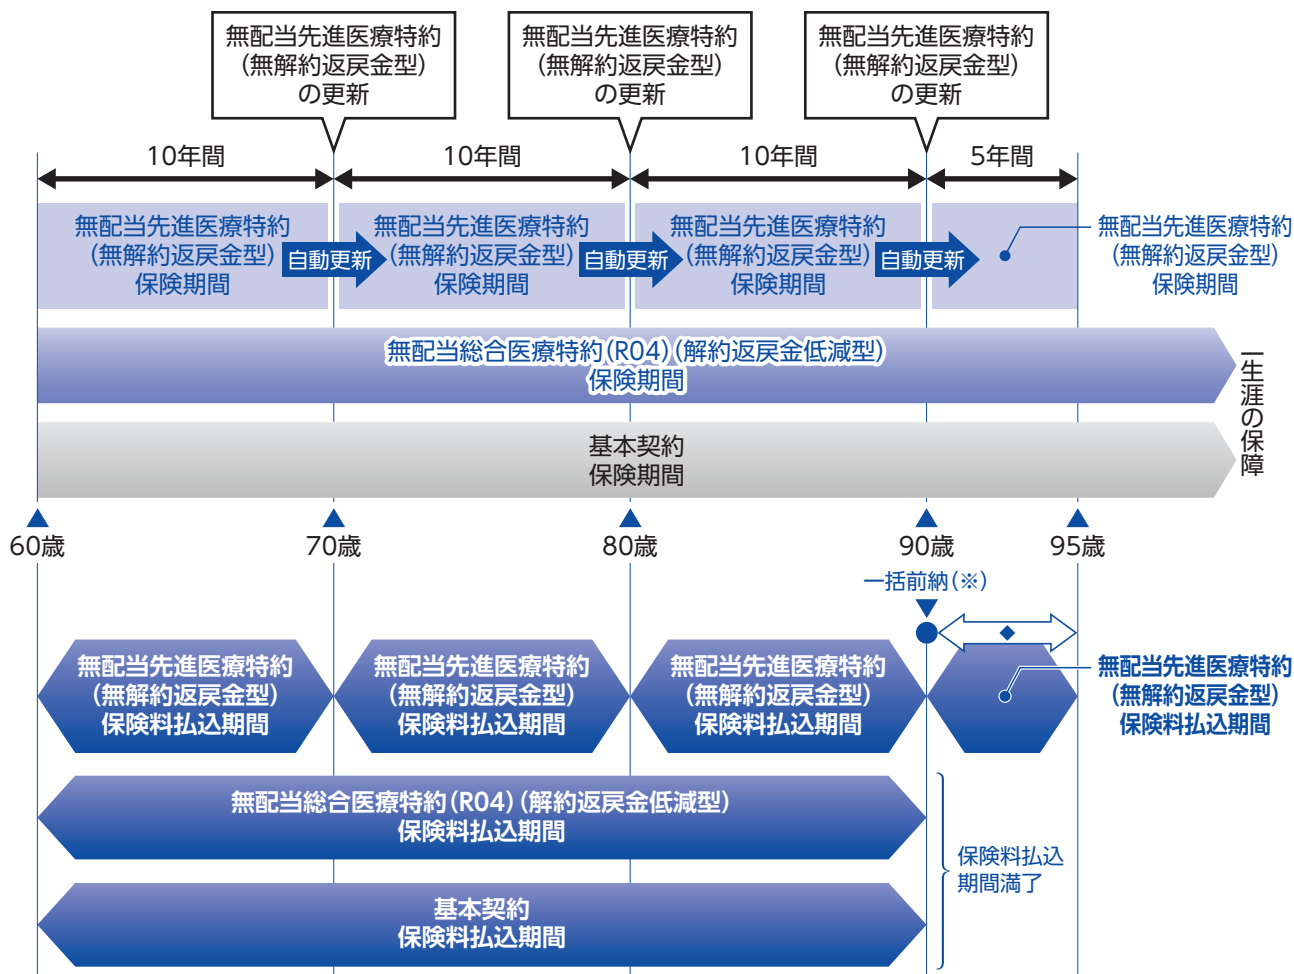 無配当先進医療特約
(無解約返戻金型)
の更新
無配当先進医療特約
(無解約返戻金型)
の更新
無配当先進医療特約
(無解約返戻金型)
の更新
10年間
10年間
10年間
5年間
無配当先進医療特約
(無解約返戻金型)
保険期間
自動更新
無配当先進医療特約
(無解約返戻金型)
保険期間
自動更新
無配当先進医療特約
(無解約返戻金型)
保険期間
自動更新
無配当先進医療特約
(無解約返戻金型)
保険期間
無配当総合医療特約(R04)(解約返戻金低減型)
保険期間
基本契約
保険期間
一生涯の保障
60歳
70歳
80歳
90歳
95歳
一括前納(※)
無配当先進医療特約
(無解約返戻金型)
保険料払込期間
無配当先進医療特約
(無解約返戻金型)
保険料払込期間
無配当先進医療特約
(無解約返戻金型)
保険料払込期間
無配当先進医療特約
(無解約返戻金型)
保険料払込期間
無配当総合医療特約(R04)(解約返戻金低減型)
保険料払込期間
基本契約
保険料払込期間
保険料払込
期間満了